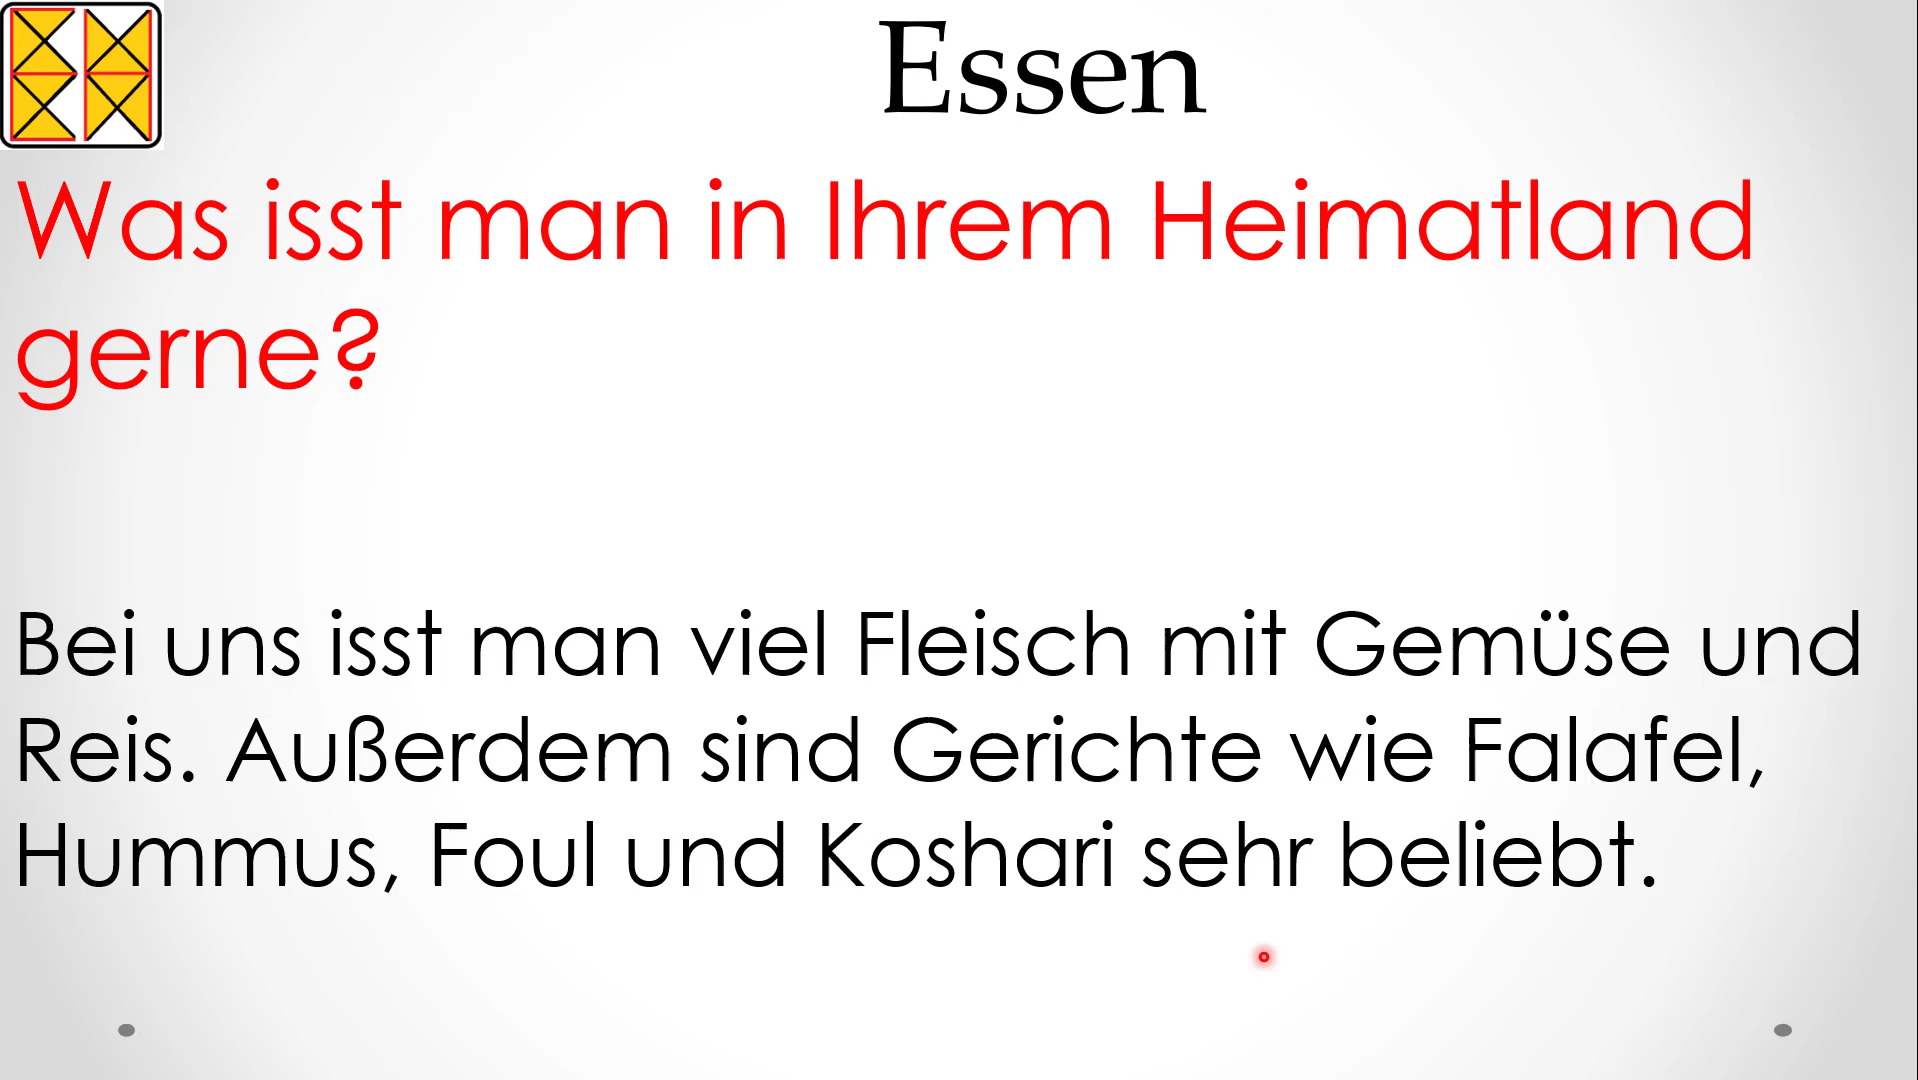 Essen
Was isst man in Ihrem Heimatland
gerne?
Bei uns isst man viel Fleisch mit Gemüse und
Reis. Außerdem sind Gerichte wie Falafel,
Hummus, Foul und Koshari sehr beliebt.